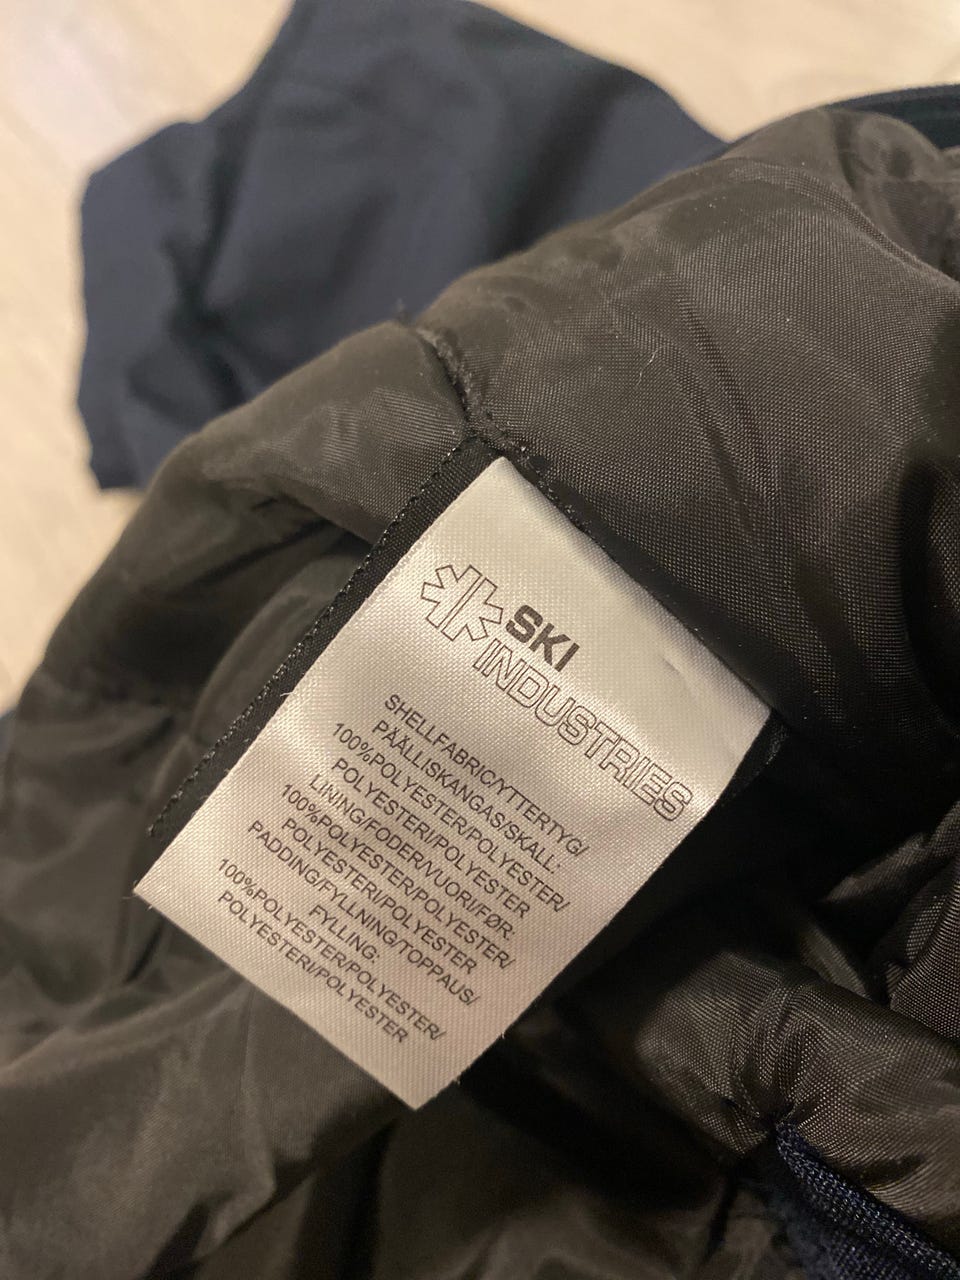 SKI
INDUSTRIES
SHELLFABRIC/YTTERTYG/
PÄÄLLISKANGAS/SKALL:
100%POLYESTER/POLYESTER/
POLYESTERI/POLYESTER
LINING/FODER/VUORI/FØR.
100%POLYESTER/POLYESTER/
POLYESTERI/POLYESTER
PADDING/FYLLNING/TOPPAUS/
FYLLING:
100%POLYESTER/POLYESTER/
POLYESTERI/POLYESTER